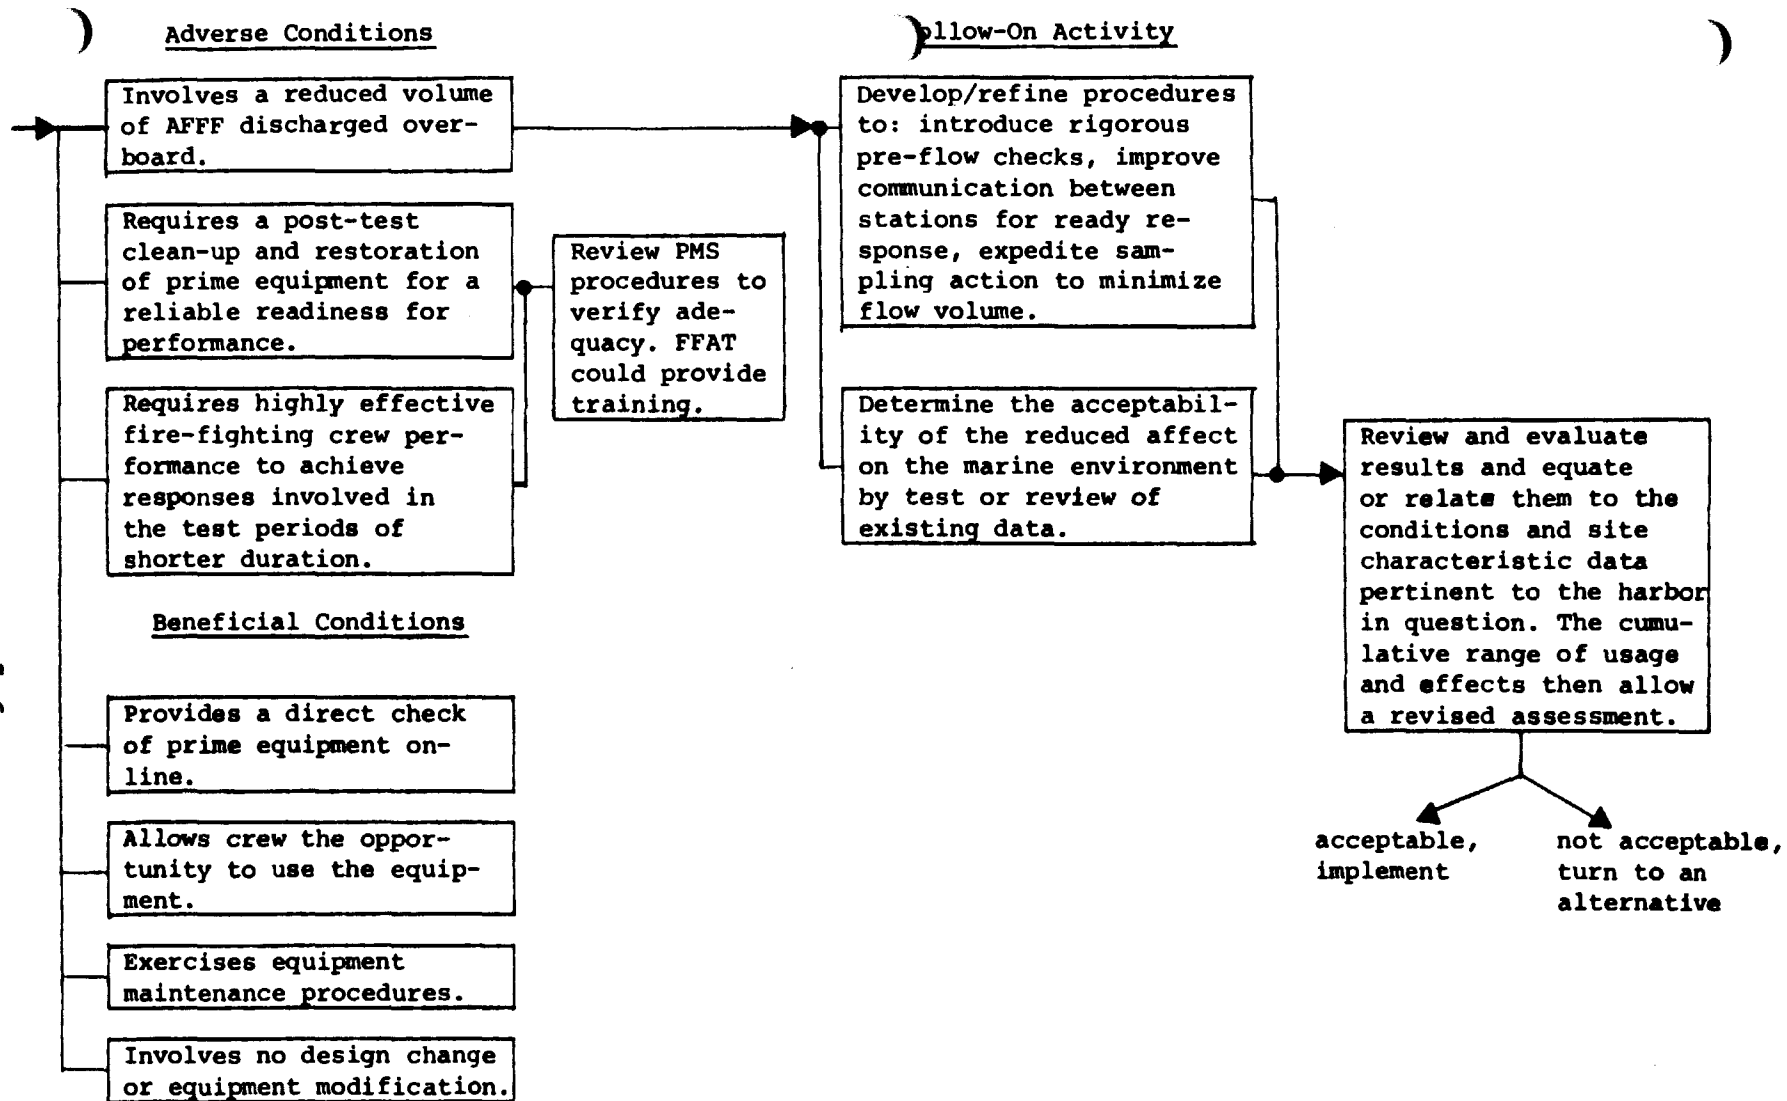 Adverse Conditions
Involves a reduced volume
of AFFF discharged over-
board.
Requires a post-test
clean-up and restoration
of prime equipment for a
reliable readiness for
performance.
Requires highly effective
fire-fighting crew per-
formance to achieve
responses involved in
the test periods of
shorter duration.
Review PMS
procedures to
verify ade-
quacy. FFAT
could provide
training.
Beneficial Conditions
Provides a direct check
of prime equipment on-
line.
Allows crew the oppor-
tunity to use the equip-
ment.
Exercises equipment
maintenance procedures.
Involves no design change
or equipment modification.
ollow-On Activity
Develop/refine procedures
to: introduce rigorous
pre-flow checks, improve
communication between
stations for ready re-
sponse, expedite sam-
pling action to minimize
flow volume.
Determine the acceptabil-
ity of the reduced affect
on the marine environment
by test or review of
existing data.
Review and evaluate
results and equate
or relate them to the
conditions and site
characteristic data
pertinent to the harbor
in question. The cumu-
lative range of usage
and effects then allow
a revised assessment.
acceptable,
implement
not acceptable,
turn to an
alternative